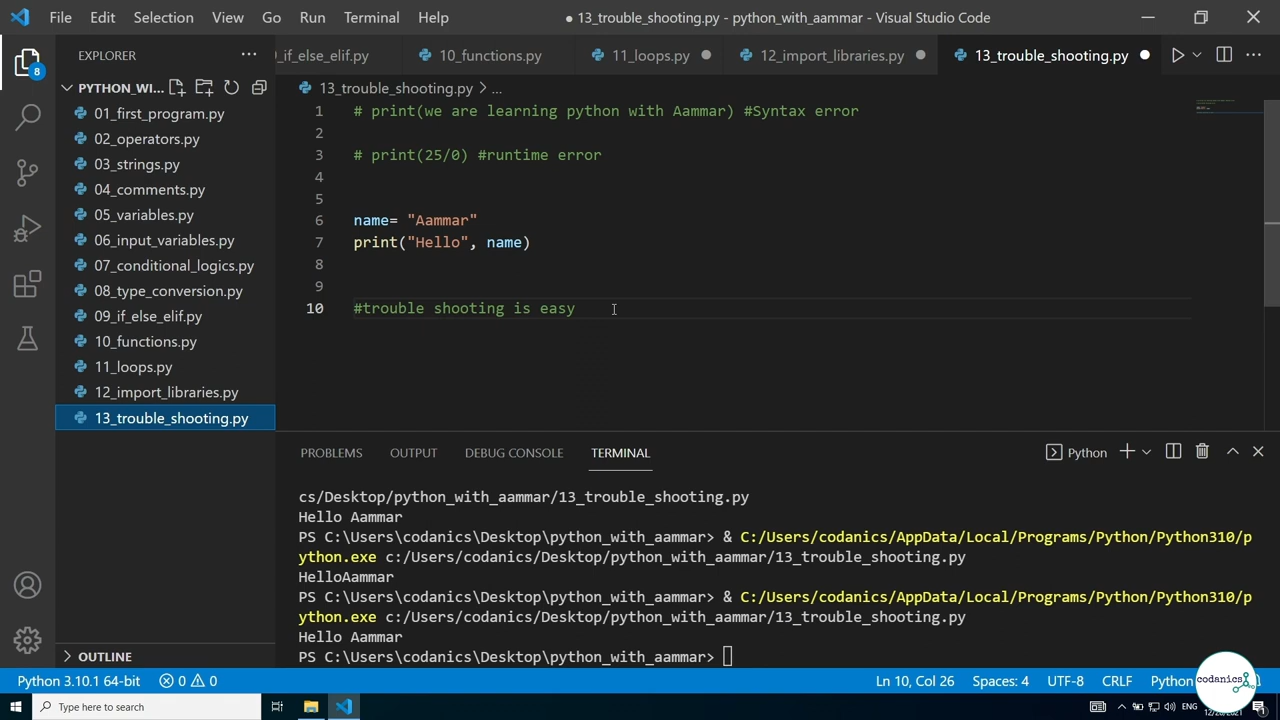 File Edit Selection View Go Run Terminal Help ● 13_trouble_shooting.py - python_with_aammar - Visual Studio Code
EXPLORER
_if_else_elif.py 10_functions.py 11_loops.py 12_import_libraries.py 13_trouble_shooting.py
PYTHON_WI...
8
01_first_program.py
02_operators.py
03_strings.py
04_comments.py
05_variables.py
06_input_variables.py
07_conditional_logics.py
08_type_conversion.py
09_if_else_elif.py
10_functions.py
11_loops.py
12_import_libraries.py
13_trouble_shooting.py
OUTLINE
13_trouble_shooting.py > ...
1 # print(we are learning python with Aammar) #Syntax error
2
3 # print(25/0) #runtime error
4
5
6 name= "Aammar"
7 print("Hello", name)
8
9
10 #trouble shooting is easy
PROBLEMS OUTPUT DEBUG CONSOLE TERMINAL Python
cs/Desktop/python_with_aammar/13_trouble_shooting.py
Hello Aammar
PS C:\Users\codanics\Desktop\python_with_aammar> & C:/Users/codanics/AppData/Local/Programs/Python/Python310/p
ython.exe c:/Users/codanics/Desktop/python_with_aammar/13_trouble_shooting.py
HelloAammar
PS C:\Users\codanics\Desktop\python_with_aammar> & C:/Users/codanics/AppData/Local/Programs/Python/Python310/p
ython.exe c:/Users/codanics/Desktop/python_with_aammar/13_trouble_shooting.py
Hello Aammar
PS C:\Users\codanics\Desktop\python_with_aammar>
Python 3.10.1 64-bit 0 0 Ln 10, Col 26 Spaces: 4 UTF-8 CRLF Python
codanics
Type here to search ENG